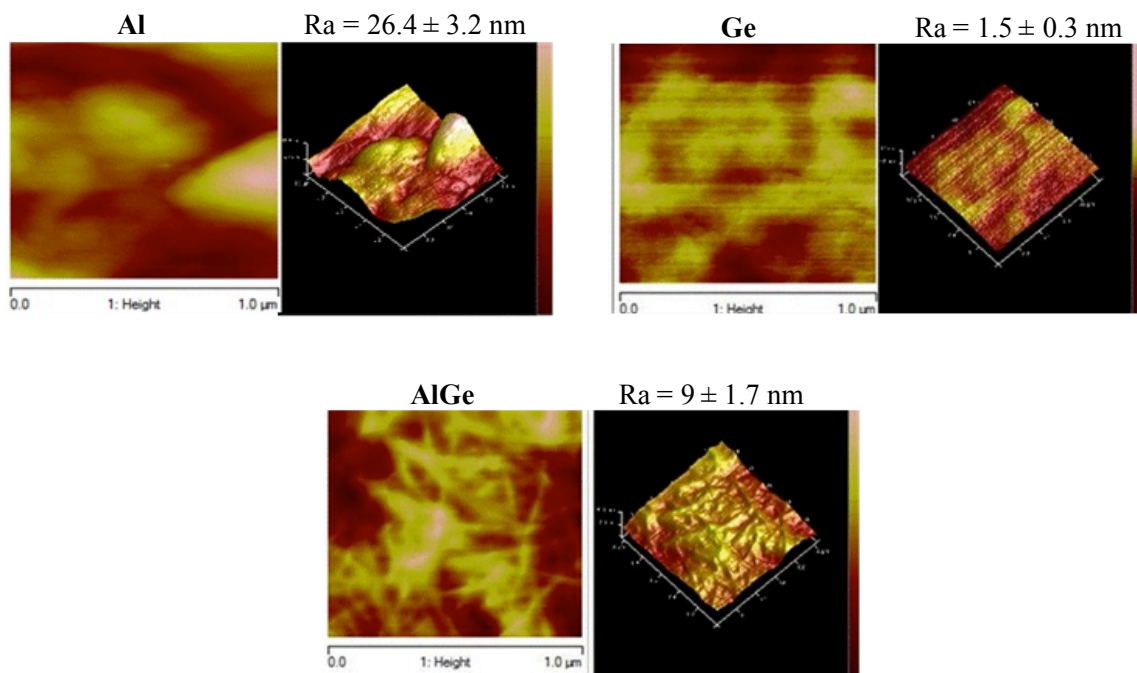 Al Ra = 26.4 ± 3.2 nm
Ge Ra = 1.5 ± 0.3 nm
0.0 1: Height 1.0 µm
0.0 1: Height 1.0 µm
AlGe Ra = 9 ± 1.7 nm
0.0 1: Height 1.0 µm